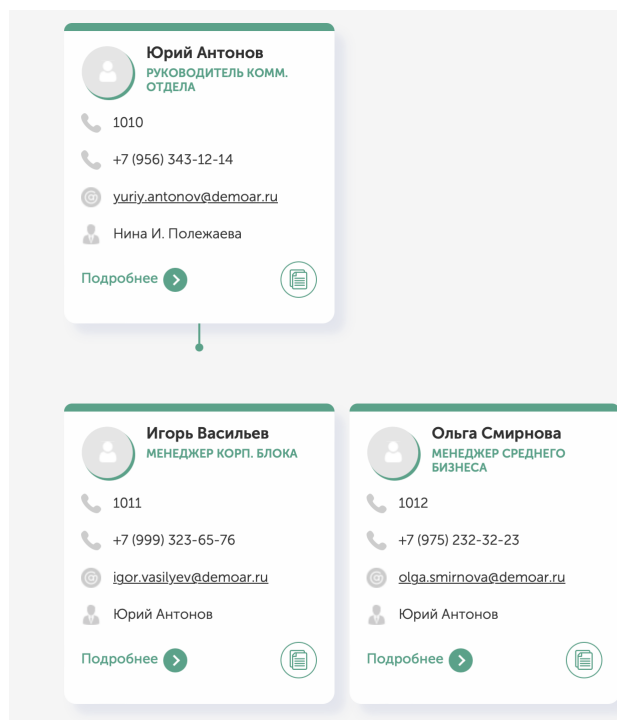 Юрий Антонов
РУКОВОДИТЕЛЬ КОММ.
ОТДЕЛА
1010
+7 (956) 343-12-14
yuriy.antonov@demoar.ru
Нина И. Полежаева
Подробнее
Игорь Васильев
МЕНЕДЖЕР КОРП. БЛОКА
1011
+7 (999) 323-65-76
igor.vasilyev@demoar.ru
Юрий Антонов
Подробнее
Ольга Смирнова
МЕНЕДЖЕР СРЕДНЕГО
БИЗНЕСА
1012
+7 (975) 232-32-23
olga.smirnova@demoar.ru
Юрий Антонов
Подробнее